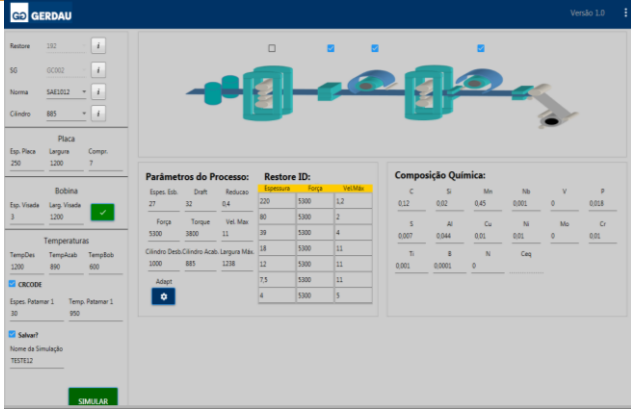 GERDAU
Versão 1.0
Restore 162
SG GC002
Norma SAE1012
Cilindro 885
Placa
Esp. Placa Largura Compr.
250 1200 7
Bobina
Esp. Visada Larg. Visada
3 1200
Temperaturas
TempDes TempAcab TempBob
1200 890 600
CRCODE
Espes. Patamar 1 Temp. Patamar 1
30 950
Salvar?
Nome da Simulação
TESTE12
SIMULAR
Parâmetros do Processo:
Espes. Esb. Draft Reducao
27 32 0,4
Força Torque Vel. Max
5300 3800 11
Cilindro Desb. Cilindro Acab. Largura Máx.
1000 885 1238
Adapt
Restore ID:
Espessura Força Vel.Máx
220 5300 1,2
80 5300 2
39 5300 4
18 5300 11
12 5300 11
7,5 5300 11
4 5300 5
Composição Química:
C Si Mn Nb V P
0,12 0,02 0,45 0,001 0 0,018
S Al Cu Ni Mo Cr
0,007 0,044 0,01 0,01 0 0,01
Ti B N Ceq
0,001 0,0001 0